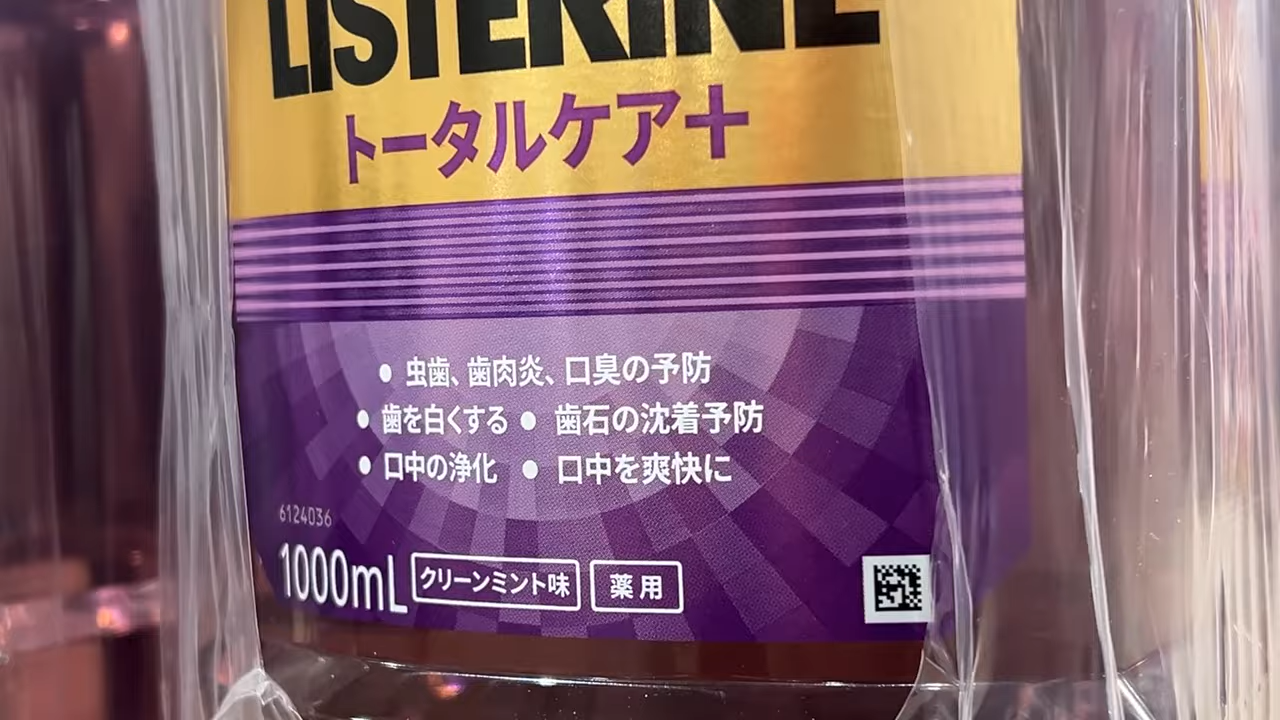 LISTERINE
トータルケア＋
● 虫歯、歯肉炎、口臭の予防
● 歯を白くする ● 歯石の沈着予防
● 口中の浄化 ● 口中を爽快に
6124036
1000mL クリーンミント味 薬用